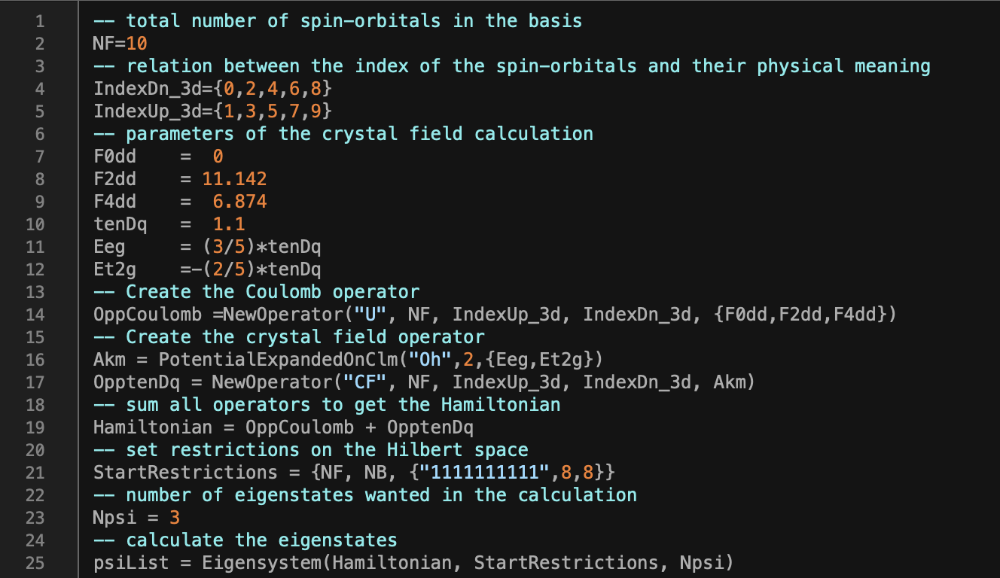 1 -- total number of spin-orbitals in the basis
2 NF=10
3 -- relation between the index of the spin-orbitals and their physical meaning
4 IndexDn_3d={0,2,4,6,8}
5 IndexUp_3d={1,3,5,7,9}
6 -- parameters of the crystal field calculation
7 F0dd    =  0
8 F2dd    = 11.142
9 F4dd    =  6.874
10 tenDq   =  1.1
11 Eeg     = (3/5)*tenDq
12 Et2g    =-(2/5)*tenDq
13 -- Create the Coulomb operator
14 OppCoulomb =NewOperator("U", NF, IndexUp_3d, IndexDn_3d, {F0dd,F2dd,F4dd})
15 -- Create the crystal field operator
16 Akm = PotentialExpandedOnClm("Oh",2,{Eeg,Et2g})
17 OpptenDq = NewOperator("CF", NF, IndexUp_3d, IndexDn_3d, Akm)
18 -- sum all operators to get the Hamiltonian
19 Hamiltonian = OppCoulomb + OpptenDq
20 -- set restrictions on the Hilbert space
21 StartRestrictions = {NF, NB, {"1111111111",8,8}}
22 -- number of eigenstates wanted in the calculation
23 Npsi = 3
24 -- calculate the eigenstates
25 psiList = Eigensystem(Hamiltonian, StartRestrictions, Npsi)